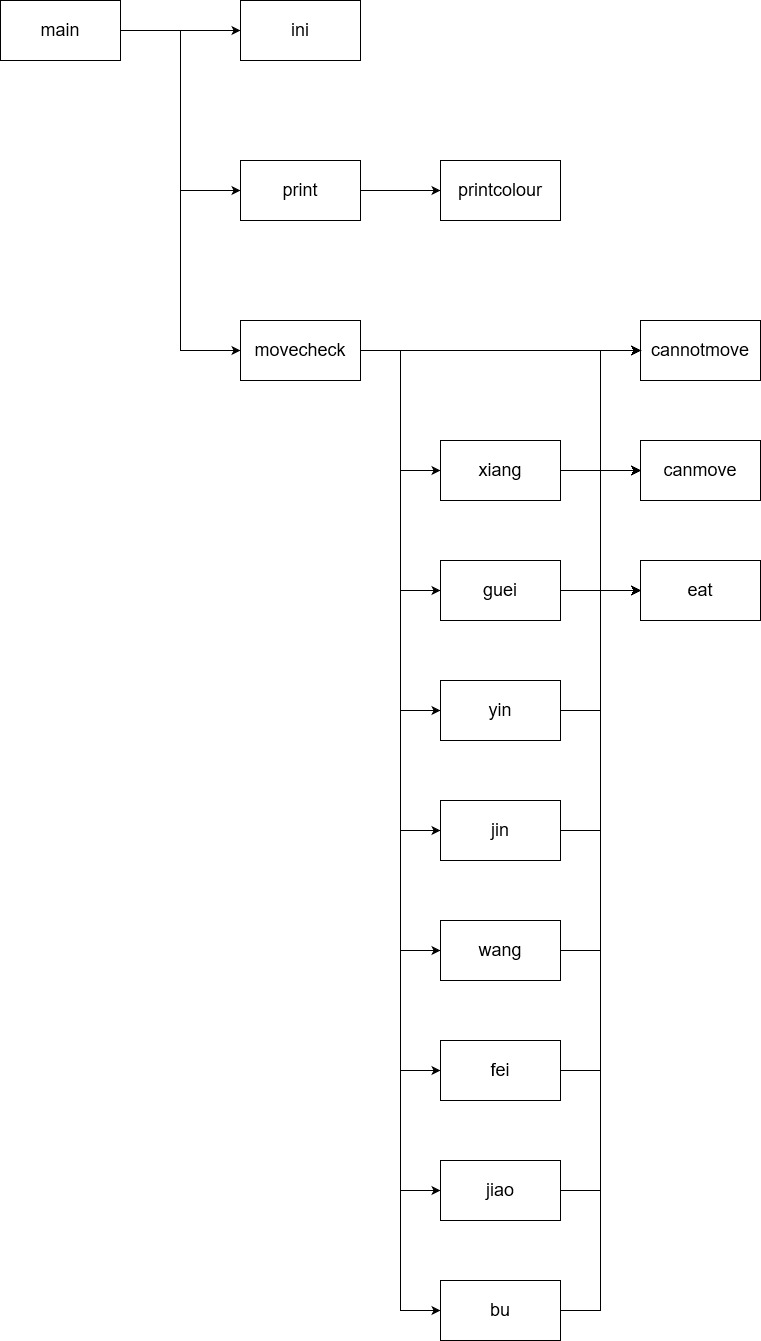 main
ini
print
printcolour
movecheck
cannotmove
xiang
canmove
guei
eat
yin
jin
wang
fei
jiao
bu